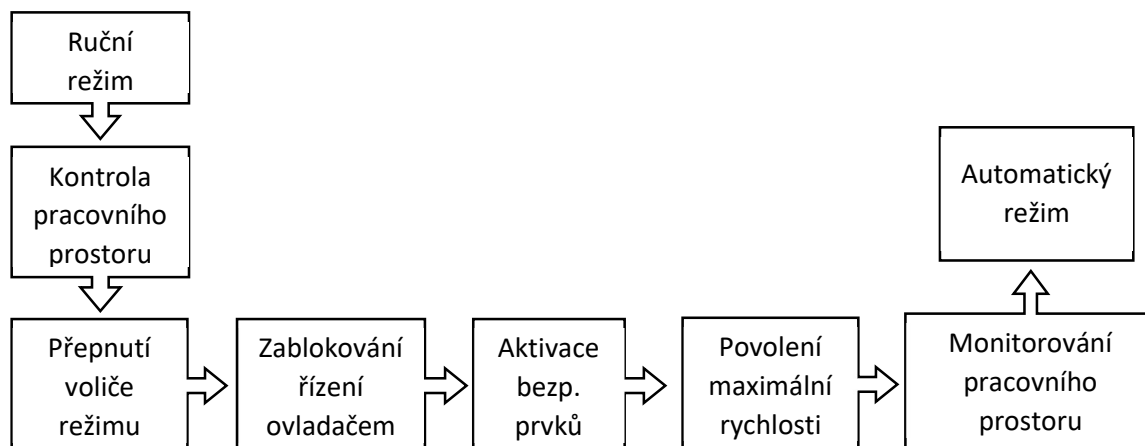 Ruční
režim
Kontrola
pracovního
prostoru
Přepnutí
voliče
režimu
Zablokování
řízení
ovladačem
Aktivace
bezp.
prvků
Povolení
maximální
rychlosti
Monitorování
pracovního
prostoru
Automatický
režim